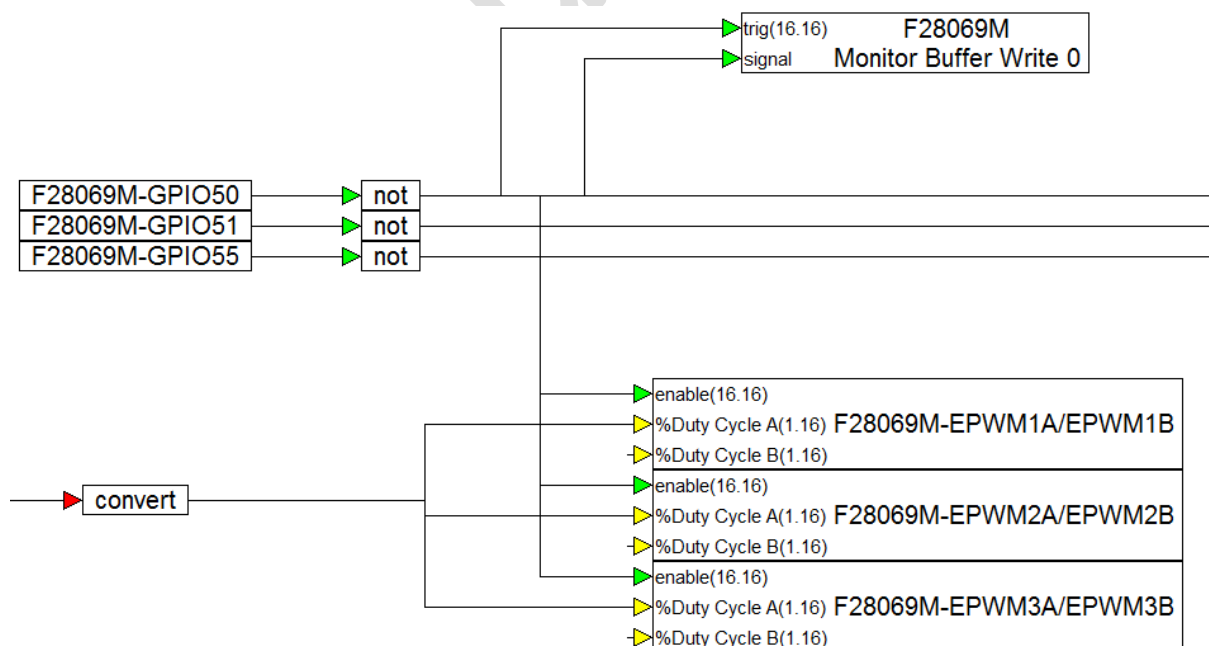 trig(16.16) F28069M
signal Monitor Buffer Write 0
F28069M-GPIO50 not
F28069M-GPIO51 not
F28069M-GPIO55 not
enable(16.16)
%Duty Cycle A(1.16) F28069M-EPWM1A/EPWM1B
%Duty Cycle B(1.16)
convert
enable(16.16)
%Duty Cycle A(1.16) F28069M-EPWM2A/EPWM2B
%Duty Cycle B(1.16)
enable(16.16)
%Duty Cycle A(1.16) F28069M-EPWM3A/EPWM3B
%Duty Cycle B(1.16)